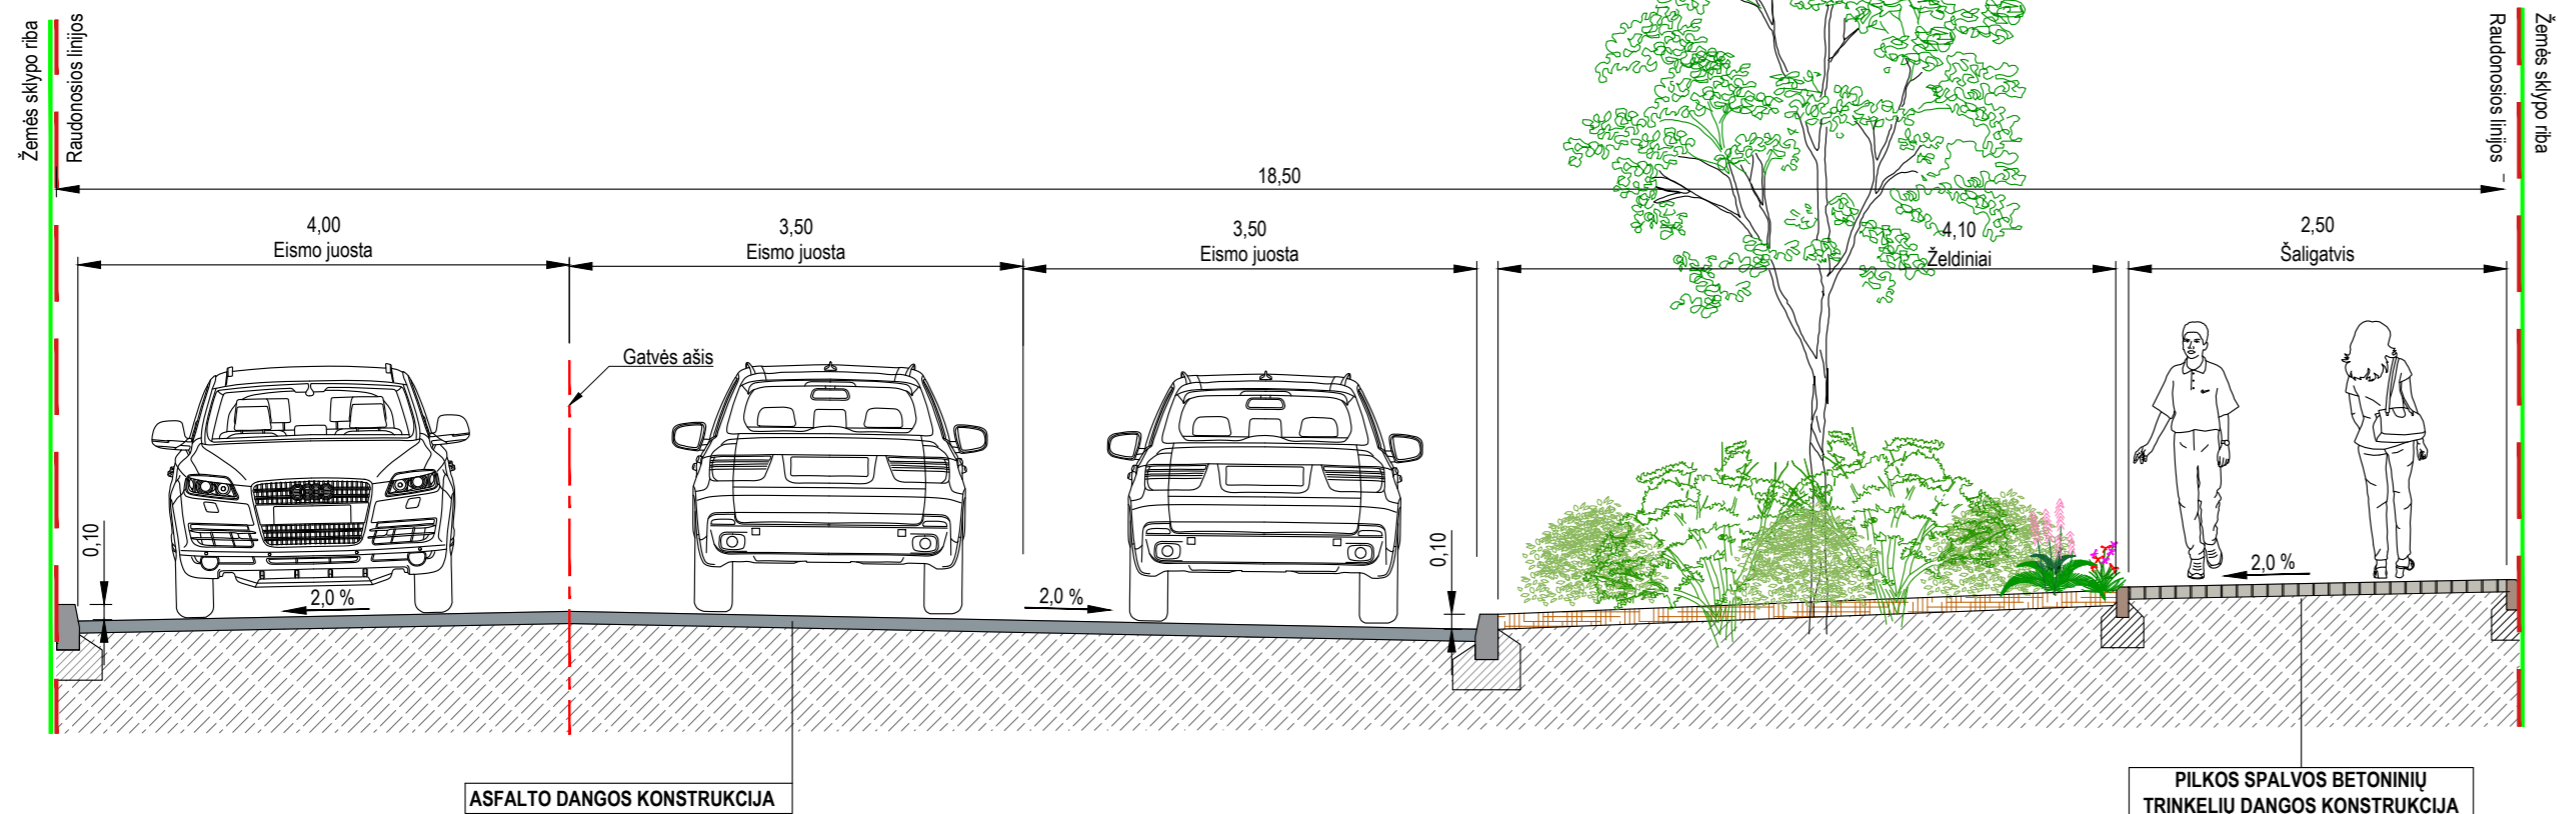 Žemės sklypo riba
Raudonosios linijos
Raudonosios linijos
Žemės sklypo riba
18,50
4,00
Eismo juosta
3,50
Eismo juosta
3,50
Eismo juosta
4,10
Želdiniai
2,50
Šaligatvis
Gatvės ašis
0,10
2,0 %
2,0 %
0,10
2,0 %
ASFALTO DANGOS KONSTRUKCIJA
PILKOS SPALVOS BETONINIŲ
TRINKELIŲ DANGOS KONSTRUKCIJA